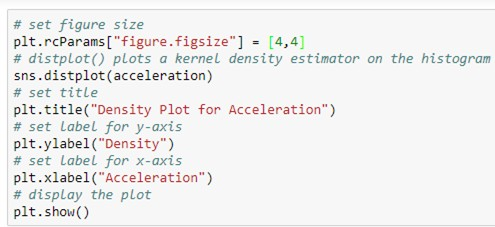 # set figure size
plt.rcParams["figure.figsize"] = [4,4]
# distplot() plots a kernel density estimator on the histogram
sns.distplot(acceleration)
# set title
plt.title("Density Plot for Acceleration")
# set label for y-axis
plt.ylabel("Density")
# set label for x-axis
plt.xlabel("Acceleration")
# display the plot
plt.show()